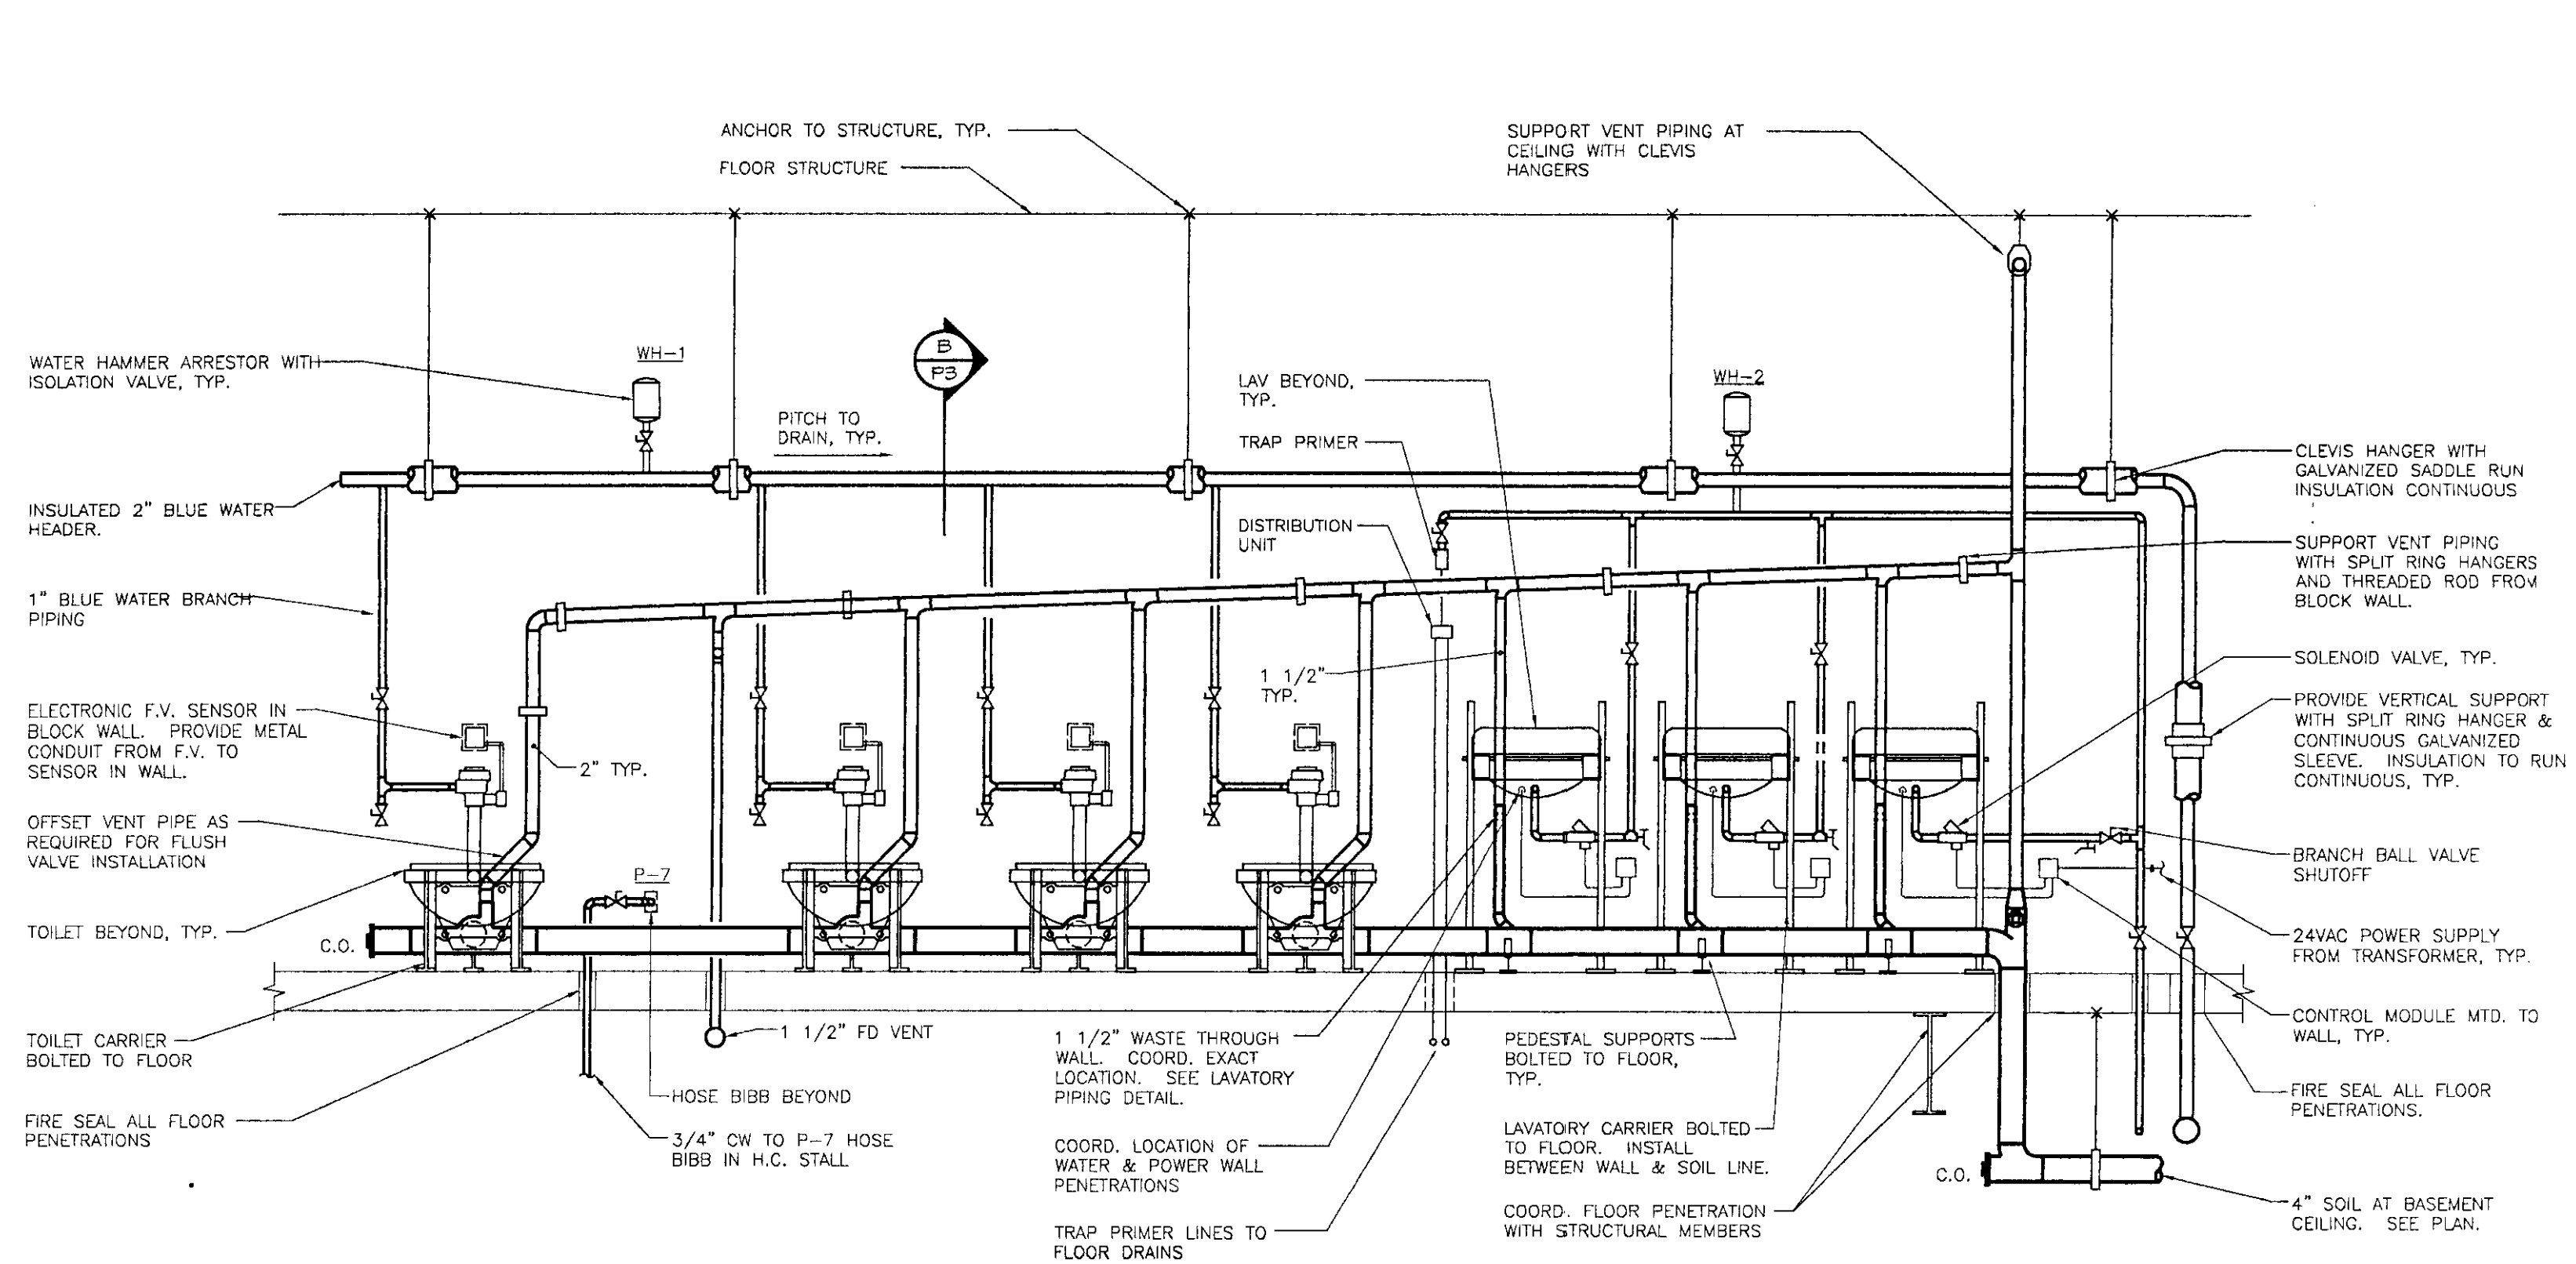 ANCHOR TO STRUCTURE, TYP.
FLOOR STRUCTURE
SUPPORT VENT PIPING AT
CEILING WITH CLEVIS
HANGERS
WATER HAMMER ARRESTOR WITH
ISOLATION VALVE, TYP.
WH-1
B
P3
PITCH TO
DRAIN, TYP.
LAV BEYOND,
TYP.
TRAP PRIMER
WH-2
CLEVIS HANGER WITH
GALVANIZED SADDLE RUN
INSULATION CONTINUOUS
INSULATED 2" BLUE WATER
HEADER.
DISTRIBUTION
UNIT
SUPPORT VENT PIPING
WITH SPLIT RING HANGERS
AND THREADED ROD FROM
BLOCK WALL.
1" BLUE WATER BRANCH
PIPING
1 1/2"
TYP.
SOLENOID VALVE, TYP.
ELECTRONIC F.V. SENSOR IN
BLOCK WALL. PROVIDE METAL
CONDUIT FROM F.V. TO
SENSOR IN WALL.
2" TYP.
PROVIDE VERTICAL SUPPORT
WITH SPLIT RING HANGER &
CONTINUOUS GALVANIZED
SLEEVE. INSULATION TO RUN
CONTINUOUS, TYP.
OFFSET VENT PIPE AS
REQUIRED FOR FLUSH
VALVE INSTALLATION
P-7
BRANCH BALL VALVE
SHUTOFF
TOILET BEYOND, TYP.
C.O.
24VAC POWER SUPPLY
FROM TRANSFORMER, TYP.
TOILET CARRIER
BOLTED TO FLOOR
1 1/2" FD VENT
1 1/2" WASTE THROUGH
WALL. COORD. EXACT
LOCATION. SEE LAVATORY
PIPING DETAIL.
PEDESTAL SUPPORTS
BOLTED TO FLOOR,
TYP.
CONTROL MODULE MTD. TO
WALL, TYP.
HOSE BIBB BEYOND
FIRE SEAL ALL FLOOR
PENETRATIONS
FIRE SEAL ALL FLOOR
PENETRATIONS.
3/4" CW TO P-7 HOSE
BIBB IN H.C. STALL
COORD. LOCATION OF
WATER & POWER WALL
PENETRATIONS
LAVATORY CARRIER BOLTED
TO FLOOR. INSTALL
BETWEEN WALL & SOIL LINE.
C.O.
COORD. FLOOR PENETRATION
WITH STRUCTURAL MEMBERS
4" SOIL AT BASEMENT
CEILING. SEE PLAN.
TRAP PRIMER LINES TO
FLOOR DRAINS